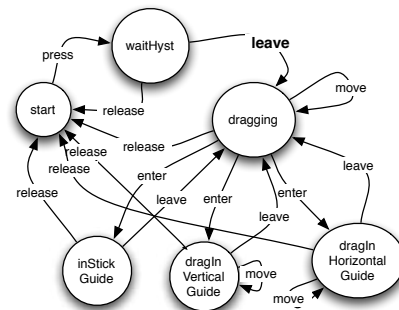 waitHyst
leave
press
move
start
release
dragging
release
release
release
enter
enter
enter
leave
release
leave
leave
inStick
Guide
dragIn
Vertical
Guide
move
dragIn
Horizontal
Guide
move